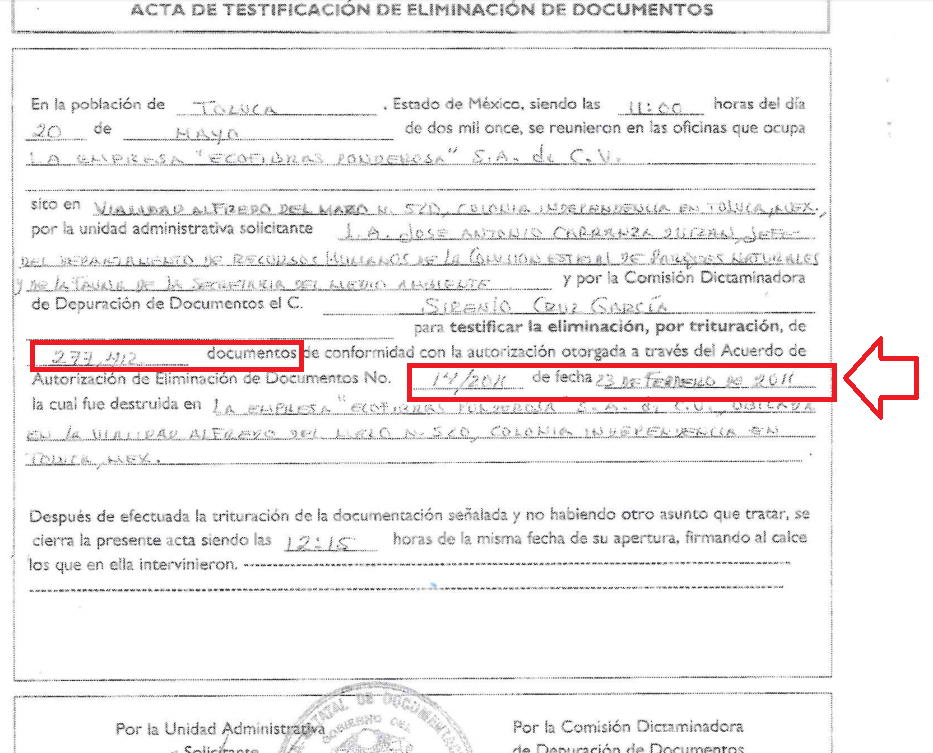 ACTA DE TESTIFICACIÓN DE ELIMINACIÓN DE DOCUMENTOS
En la población de TOLUCA , Estado de México, siendo las 11:00 horas del día
20 de MAYO de dos mil once, se reunieron en las oficinas que ocupa
LA EMPRESA "ECOFIBRAS PONDEROSA" S.A. de C.V.
sito en VIALIDAD ALFREDO DEL MAZO N. 520, COLONIA INDEPENDENCIA EN TOLUCA, MEX.,
por la unidad administrativa solicitante L.A. JOSE ANTONIO CARRANZA JEFE
DEL DEPARTAMENTO DE RECURSOS HUMANOS DE LA COMISION ESTATAL DE PARQUES NATURALES
Y DE LA FAUNA DE LA SECRETARIA DEL MEDIO AMBIENTE y por la Comisión Dictaminadora
de Depuración de Documentos el C. SIRENIO CRUZ GARCÍA
para testificar la eliminación, por trituración, de
277,412 documentos de conformidad con la autorización otorgada a través del Acuerdo de
Autorización de Eliminación de Documentos No. 14/2011 de fecha 23 DE FEBRERO DE 2011
la cual fue destruida en LA EMPRESA "ECOFIBRAS PONDEROSA" S.A. de C.V., UBICADA
EN LA VIALIDAD ALFREDO DEL N. 520, COLONIA INDEPENDENCIA EN
TOLUCA, MEX.
Después de efectuada la trituración de la documentación señalada y no habiendo otro asunto que tratar, se
cierra la presente acta siendo las 12:15 horas de la misma fecha de su apertura, firmando al calce
los que en ella intervinieron.
Por la Unidad Administrativa
Solicitante
Por la Comisión Dictaminadora
de Depuración de Documentos
GOBIERNO DEL